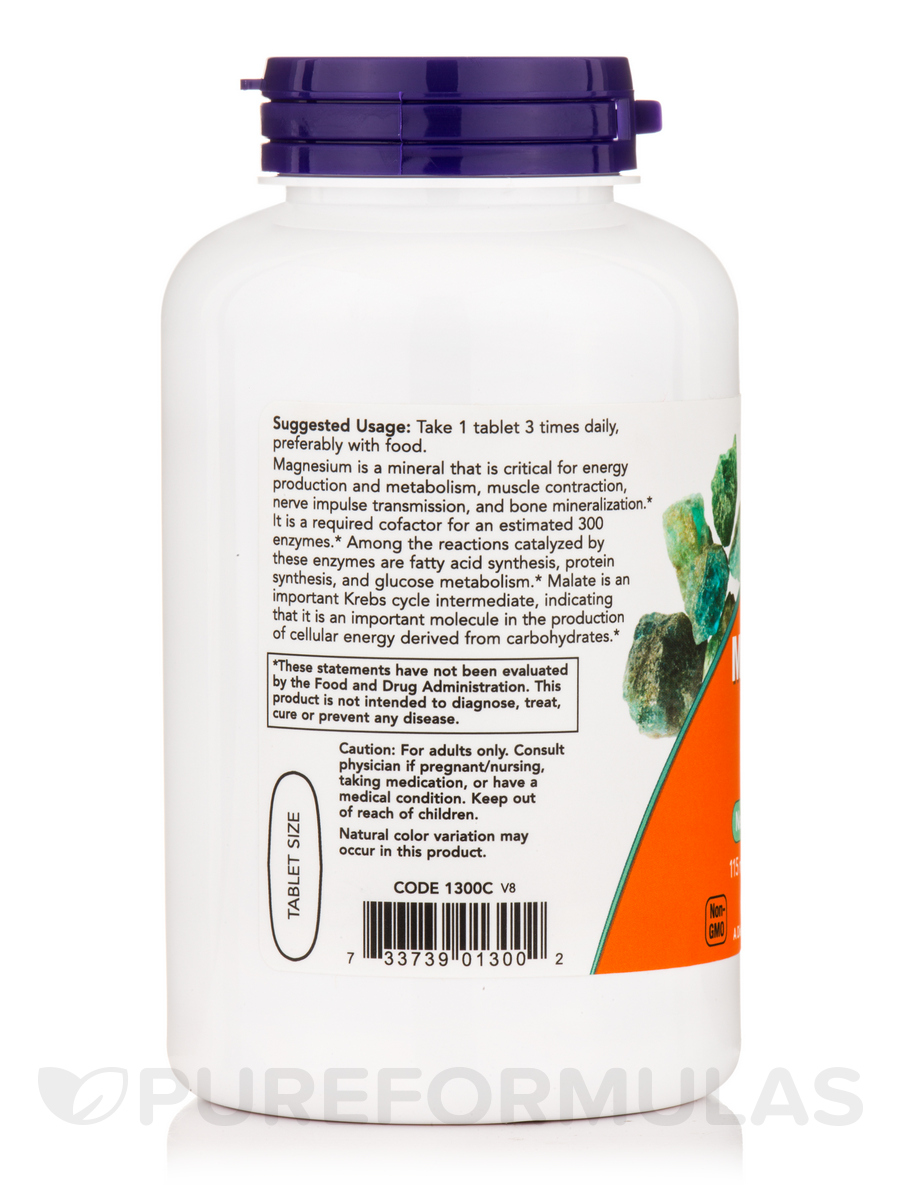 Suggested Usage: Take 1 tablet 3 times daily,
preferably with food.
Magnesium is a mineral that is critical for energy
production and metabolism, muscle contraction,
nerve impulse transmission, and bone mineralization.*
It is a required cofactor for an estimated 300
enzymes.* Among the reactions catalyzed by
these enzymes are fatty acid synthesis, protein
synthesis, and glucose metabolism.* Malate is an
important Krebs cycle intermediate, indicating
that it is an important molecule in the production
of cellular energy derived from carbohydrates.*
*These statements have not been evaluated
by the Food and Drug Administration. This
product is not intended to diagnose, treat,
cure or prevent any disease.
Caution: For adults only. Consult
physician if pregnant/nursing,
taking medication, or have a
medical condition. Keep out
of reach of children.
Natural color variation may
occur in this product.
TABLET SIZE
CODE 1300C V8
7 33739 01300 2
M
115
Non-
GMO
PUREFORMULAS